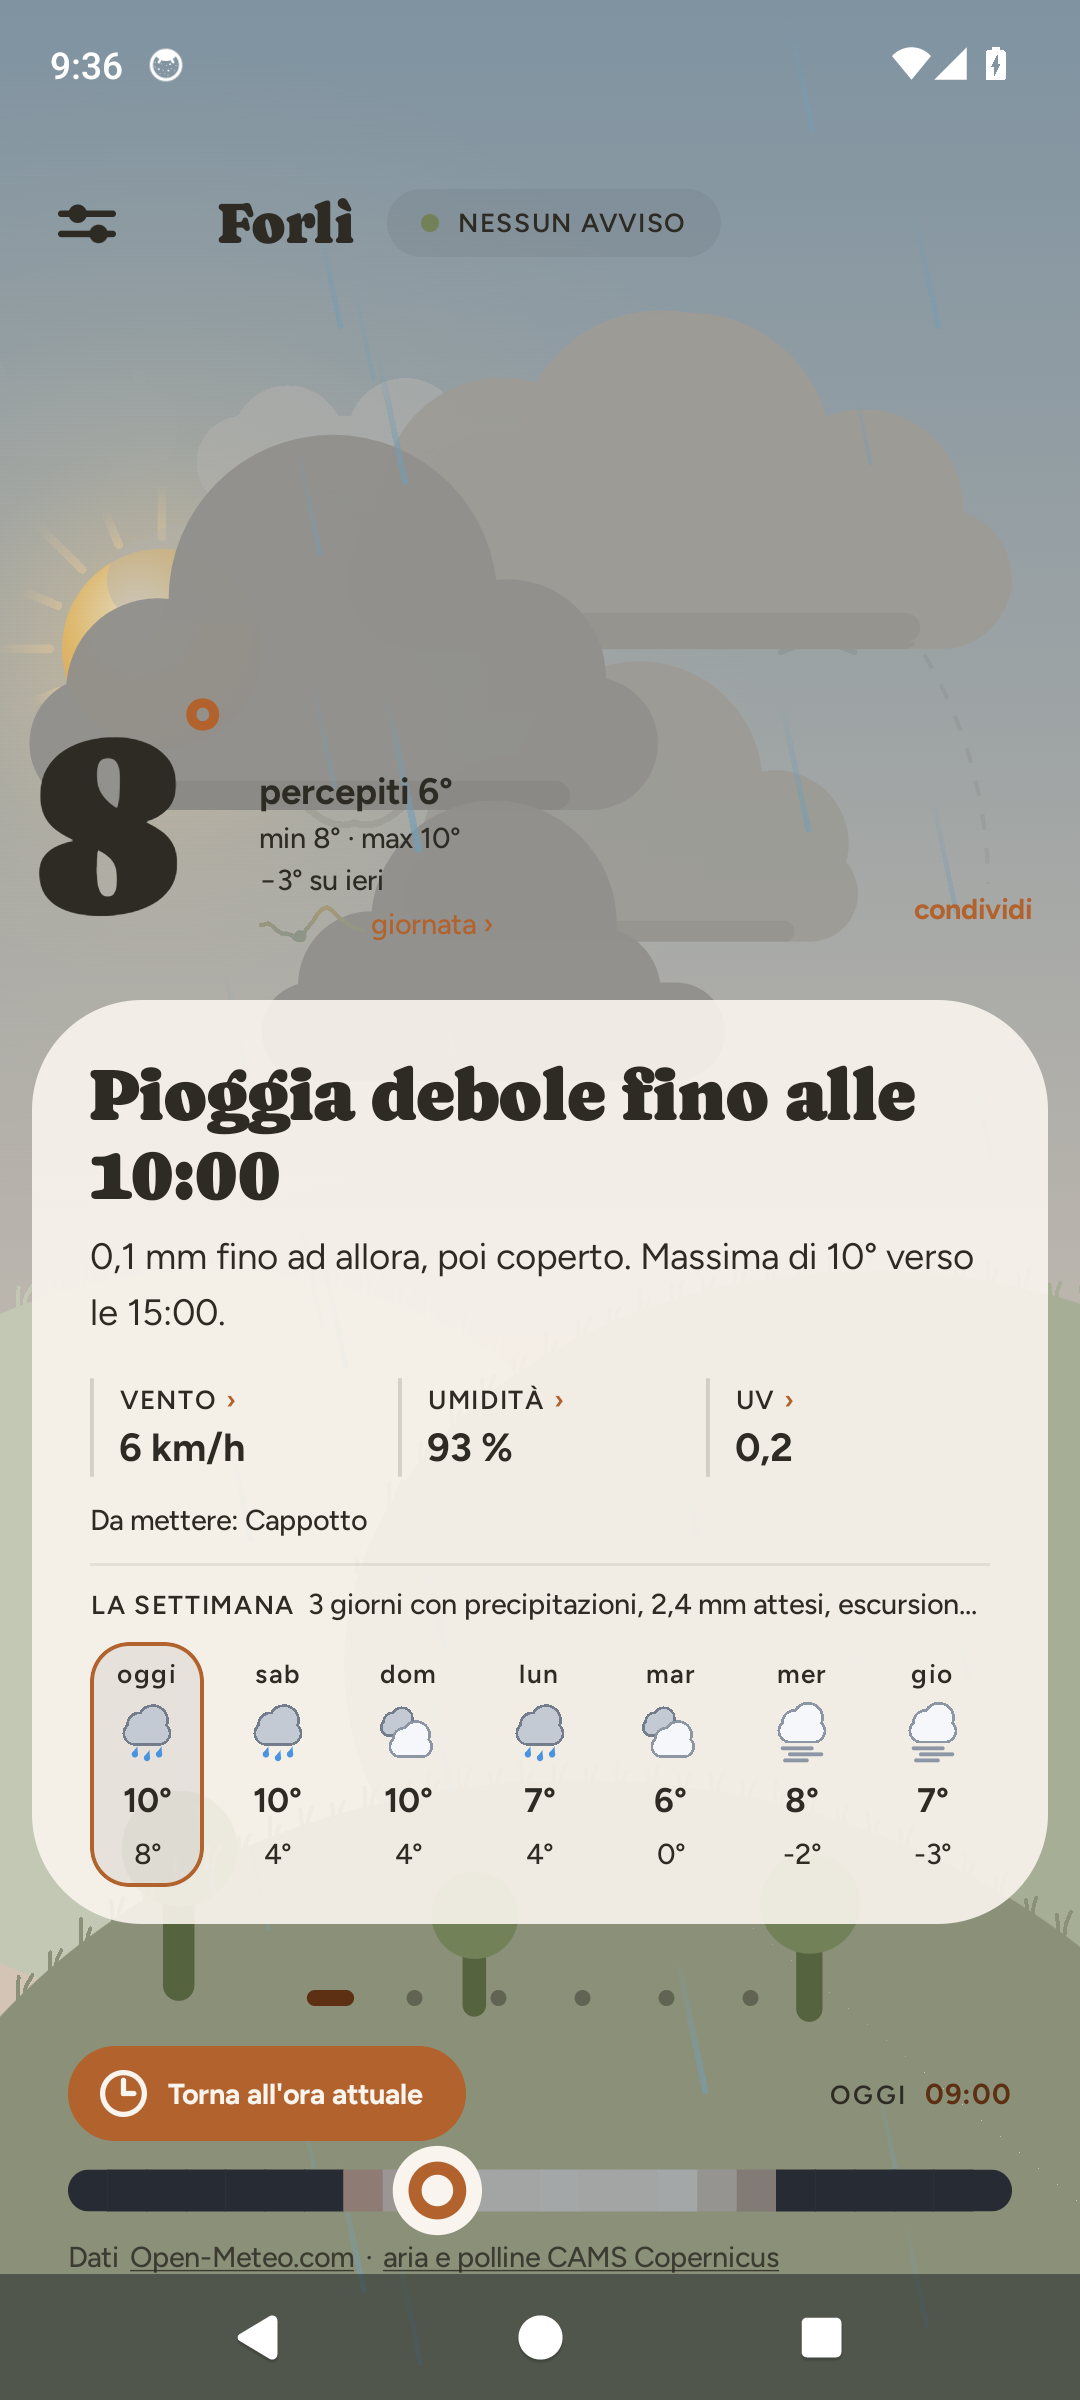 9:36
Forlì
NESSUN AVVISO
8°
percepiti 6°
min 8° · max 10°
−3° su ieri
giornata ›
condividi
Pioggia debole fino alle
10:00
0,1 mm fino ad allora, poi coperto. Massima di 10° verso
le 15:00.
VENTO › UMIDITÀ › UV ›
6 km/h 93 % 0,2
Da mettere: Cappotto
LA SETTIMANA 3 giorni con precipitazioni, 2,4 mm attesi, escursion...
oggi sab dom lun mar mer gio
10° 10° 10° 7° 6° 8° 7°
8° 4° 4° 4° 0° -2° -3°
Torna all'ora attuale
OGGI 09:00
Dati Open-Meteo.com · aria e polline CAMS Copernicus